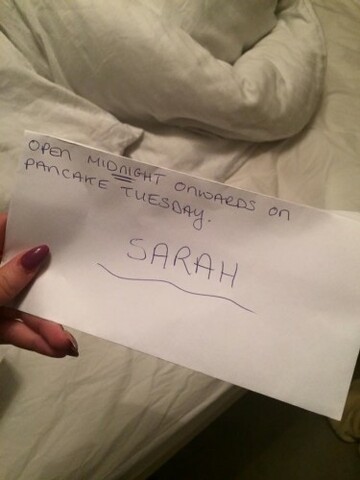 OPEN MIDNIGHT ONWARDS ON
PANCAKE TUESDAY.
SARAH